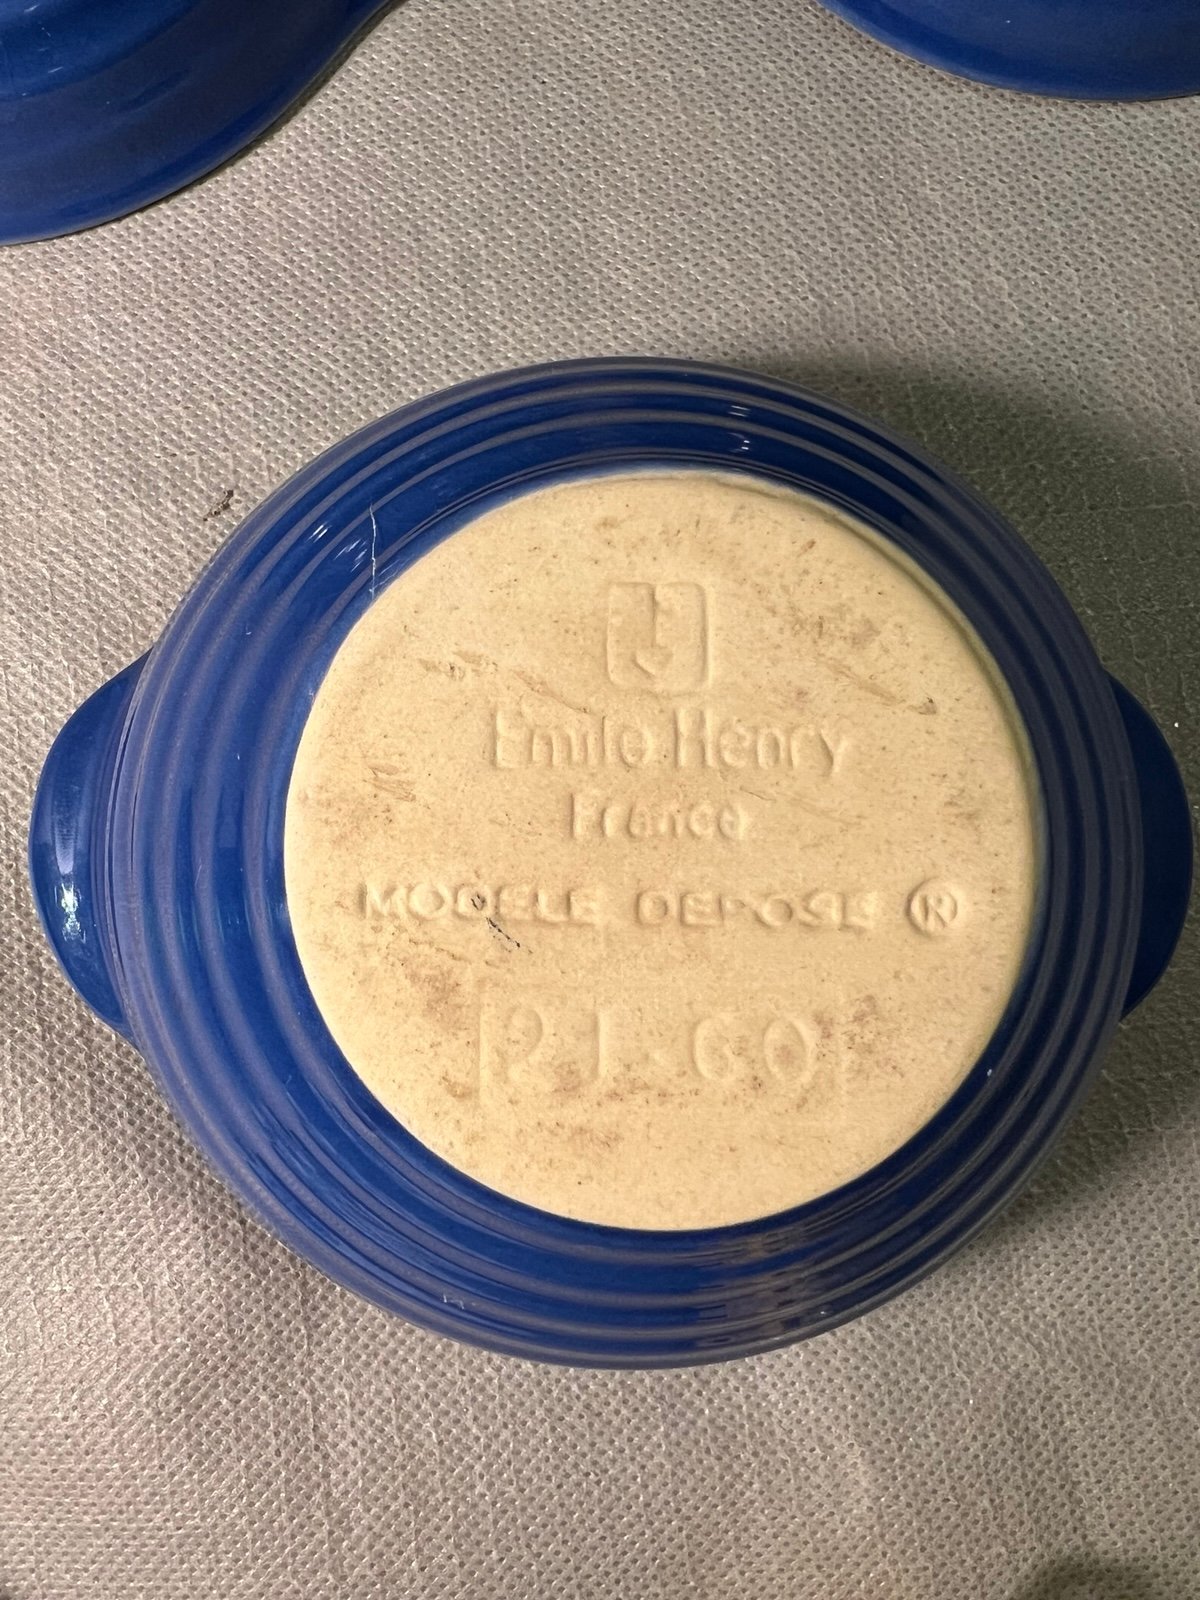 Emile Henry
France
MODELE DEPOSE ®
21·60